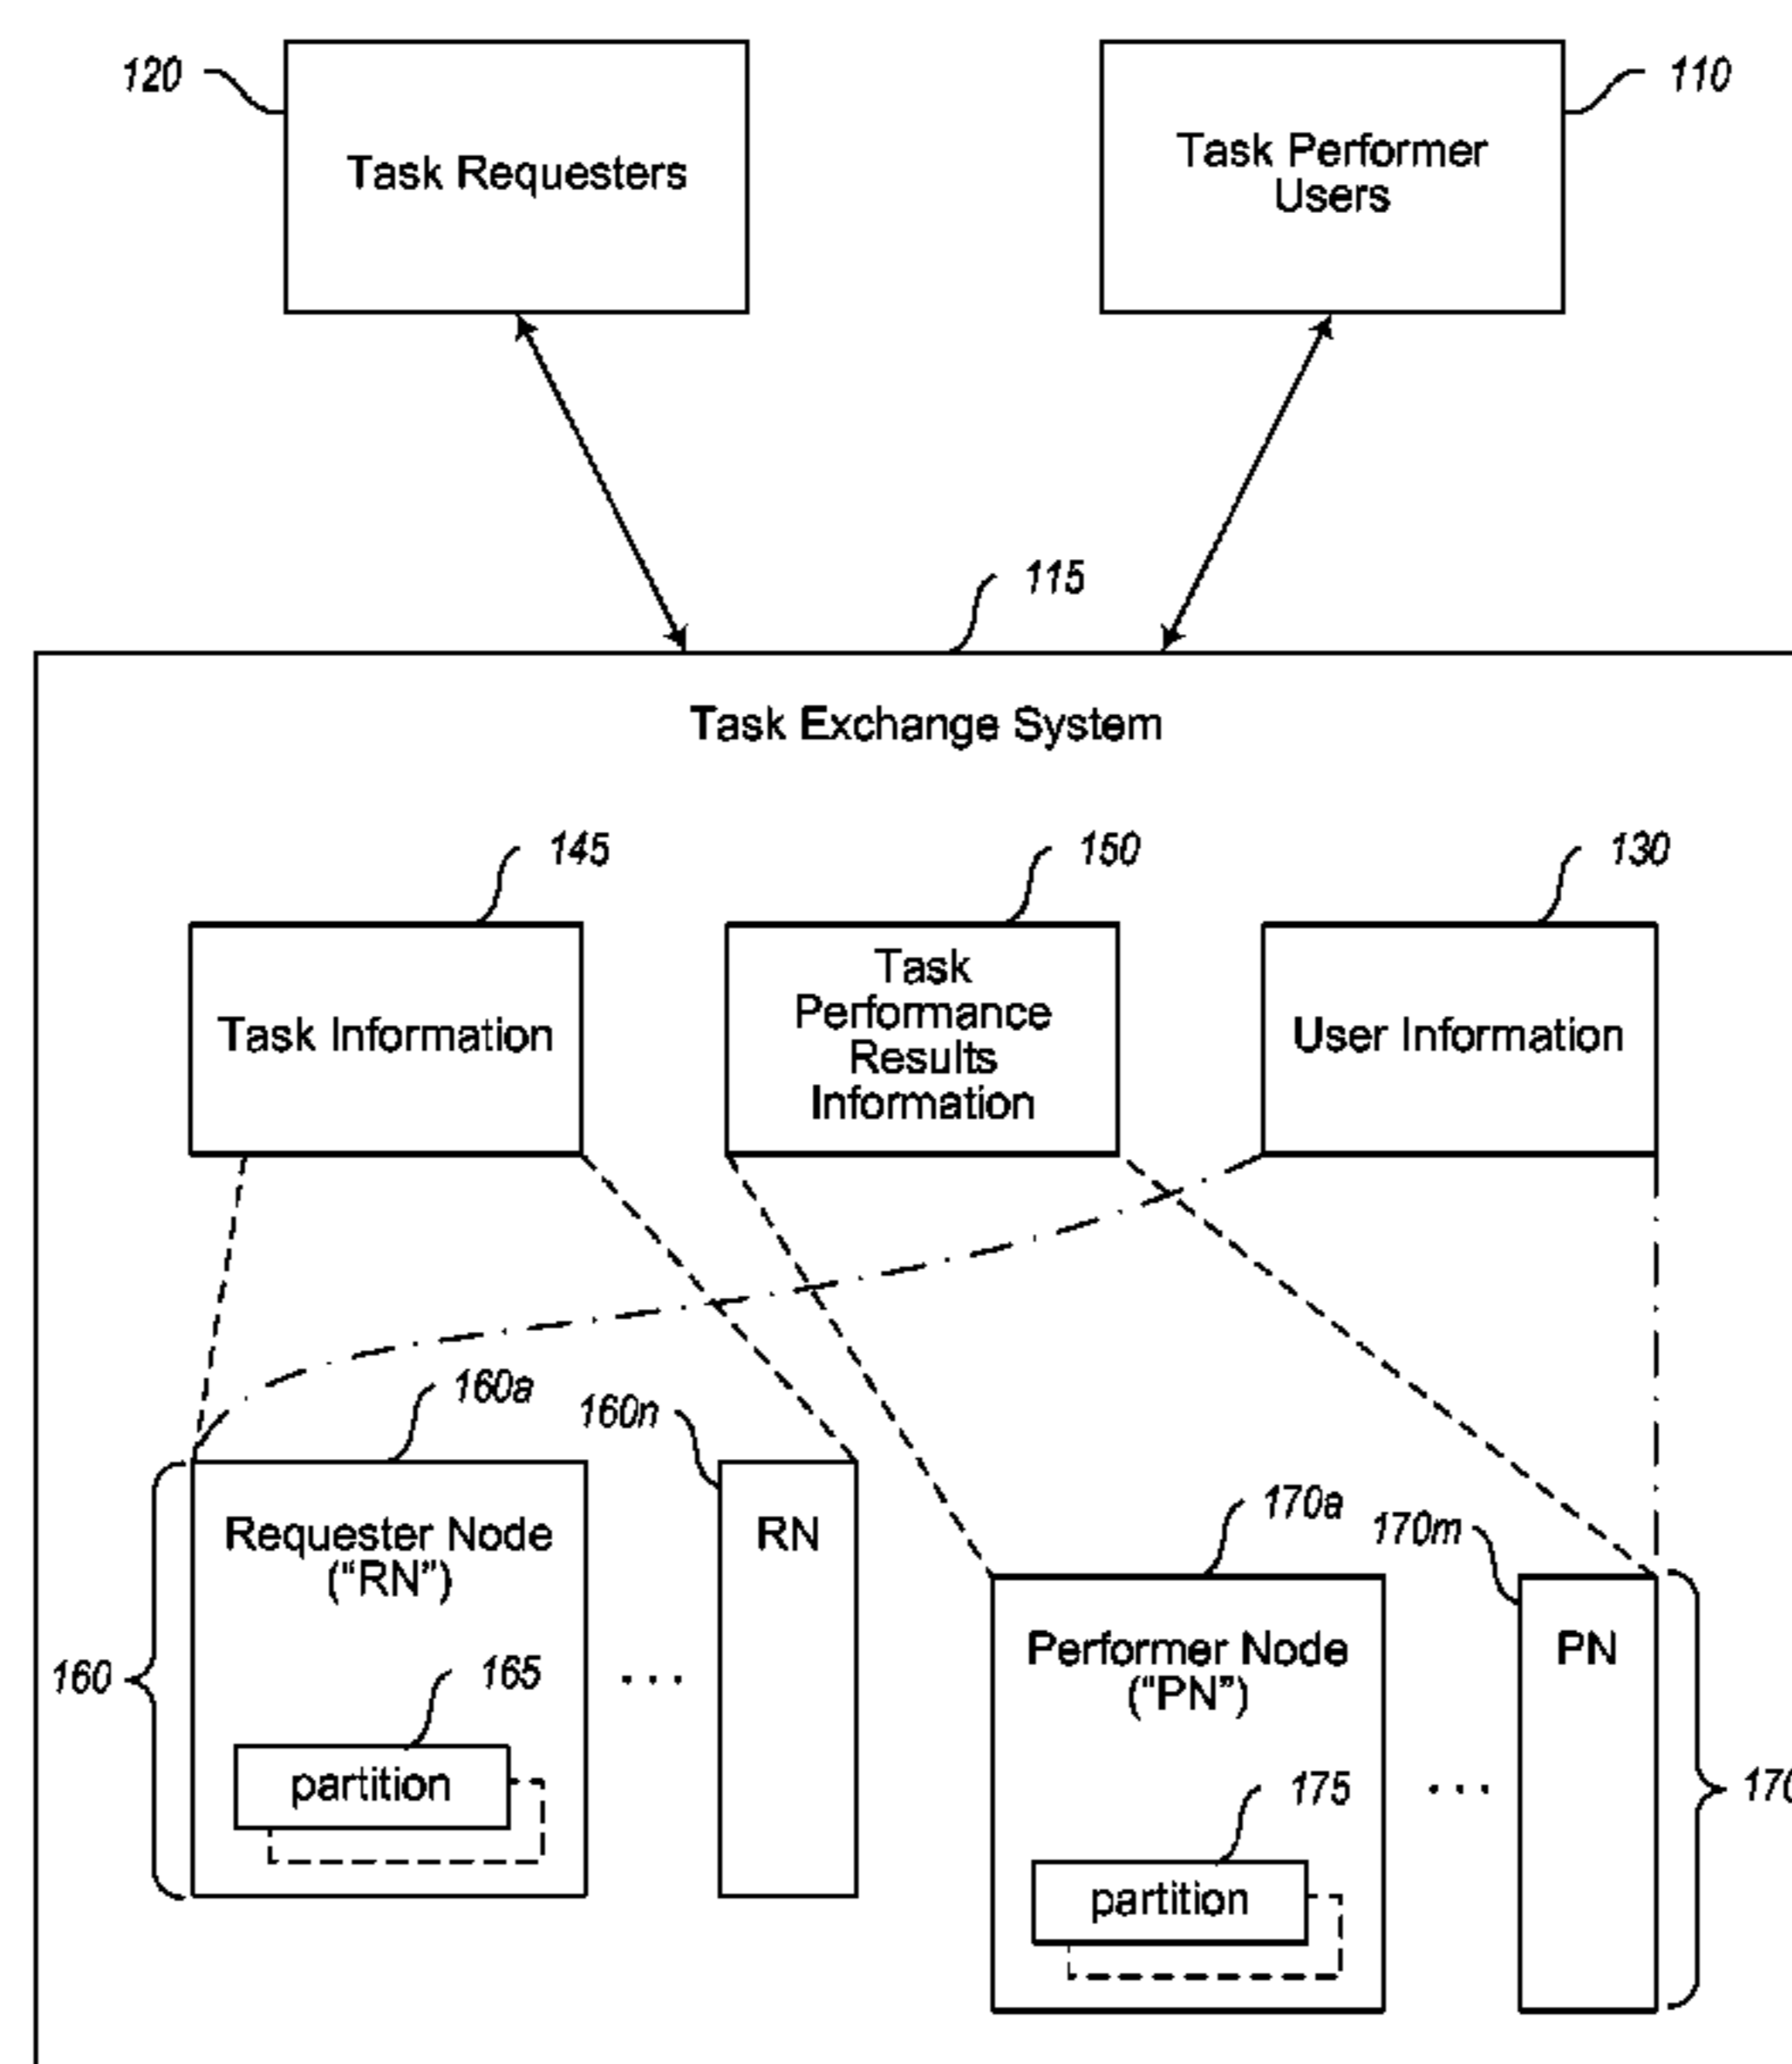 120
110
Task Requesters
Task Performer
Users
115
Task Exchange System
145
150
130
Task Information
Task
Performance
Results
Information
User Information
160a
160n
Requester Node
("RN")
RN
170a
170m
160
165
. . .
Performer Node
("PN")
PN
partition
175
. . .
170
partition